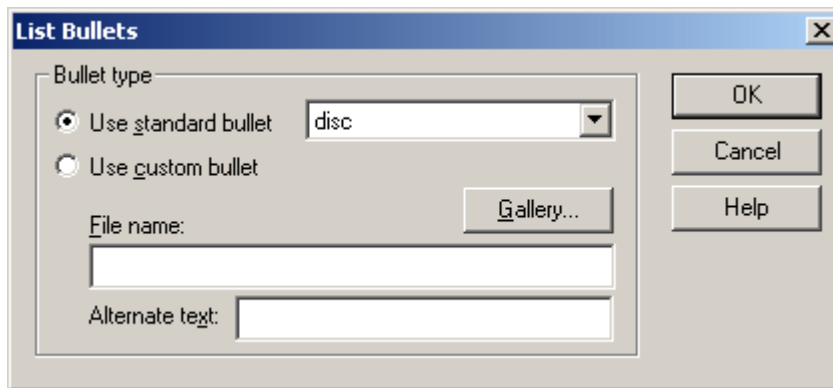 List Bullets
Bullet type
Use standard bullet disc
Use custom bullet
Gallery...
File name:
Alternate text:
OK
Cancel
Help